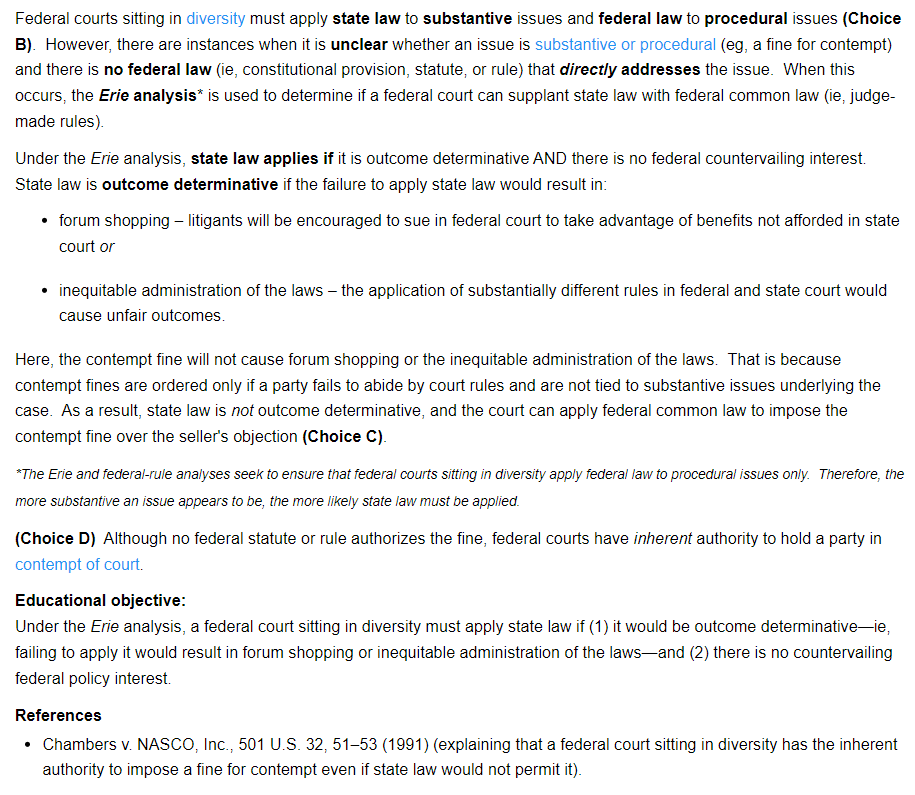 Federal courts sitting in diversity must apply state law to substantive issues and federal law to procedural issues (Choice
B).  However, there are instances when it is unclear whether an issue is substantive or procedural (eg, a fine for contempt)
and there is no federal law (ie, constitutional provision, statute, or rule) that directly addresses the issue.  When this
occurs, the Erie analysis* is used to determine if a federal court can supplant state law with federal common law (ie, judge-
made rules).
Under the Erie analysis, state law applies if it is outcome determinative AND there is no federal countervailing interest.
State law is outcome determinative if the failure to apply state law would result in:
• forum shopping – litigants will be encouraged to sue in federal court to take advantage of benefits not afforded in state
court or
• inequitable administration of the laws – the application of substantially different rules in federal and state court would
cause unfair outcomes.
Here, the contempt fine will not cause forum shopping or the inequitable administration of the laws.  That is because
contempt fines are ordered only if a party fails to abide by court rules and are not tied to substantive issues underlying the
case.  As a result, state law is not outcome determinative, and the court can apply federal common law to impose the
contempt fine over the seller's objection (Choice C).
*The Erie and federal-rule analyses seek to ensure that federal courts sitting in diversity apply federal law to procedural issues only.  Therefore, the
more substantive an issue appears to be, the more likely state law must be applied.
(Choice D)  Although no federal statute or rule authorizes the fine, federal courts have inherent authority to hold a party in
contempt of court.
Educational objective:
Under the Erie analysis, a federal court sitting in diversity must apply state law if (1) it would be outcome determinative—ie,
failing to apply it would result in forum shopping or inequitable administration of the laws—and (2) there is no countervailing
federal policy interest.
References
• Chambers v. NASCO, Inc., 501 U.S. 32, 51–53 (1991) (explaining that a federal court sitting in diversity has the inherent
authority to impose a fine for contempt even if state law would not permit it).